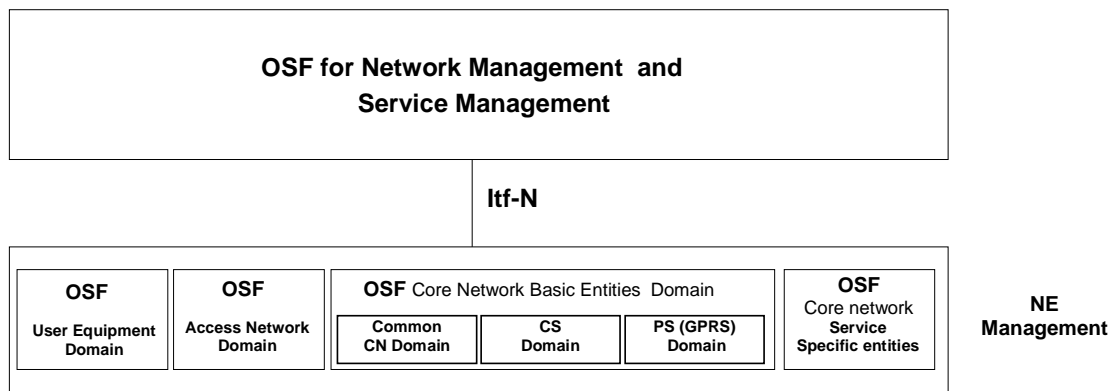 OSF for Network Management and
Service Management
Itf-N
OSF
User Equipment
Domain
OSF
Access Network
Domain
OSF Core Network Basic Entities Domain
Common
CN Domain
CS
Domain
PS (GPRS)
Domain
OSF
Core network
Service
Specific entities
NE
Management